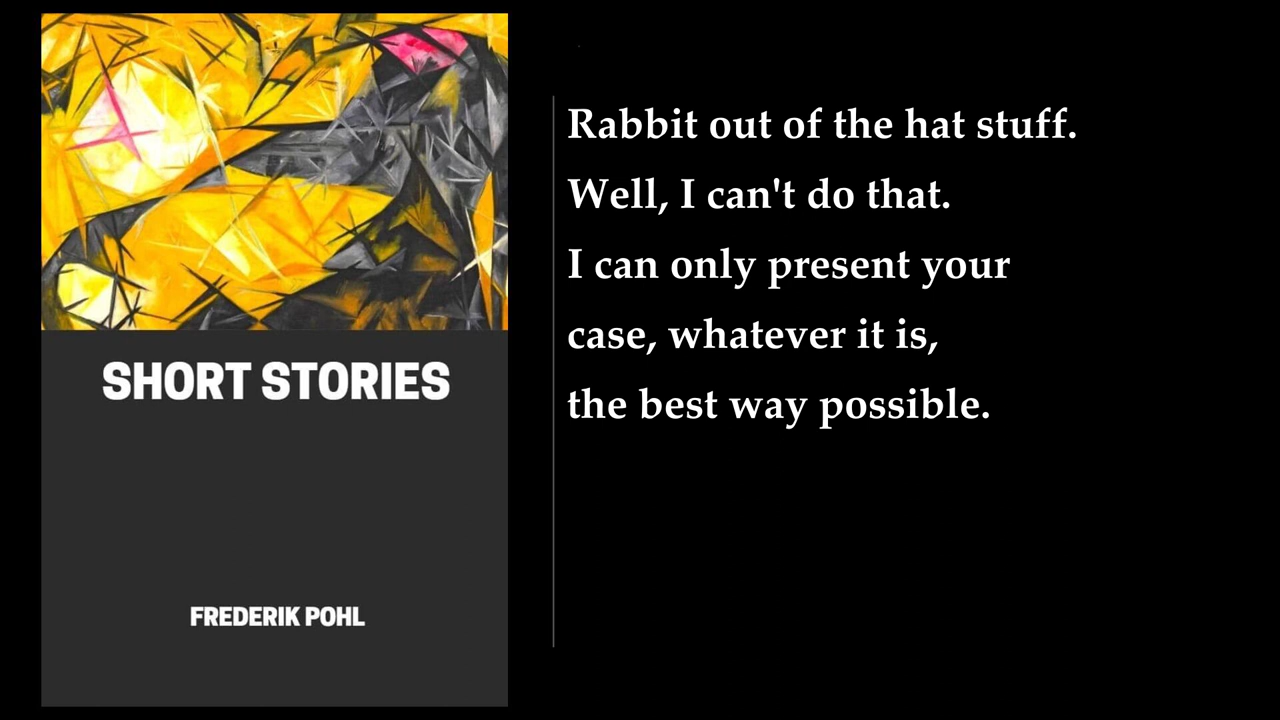 SHORT STORIES
FREDERIK POHL
Rabbit out of the hat stuff.
Well, I can't do that.
I can only present your
case, whatever it is,
the best way possible.